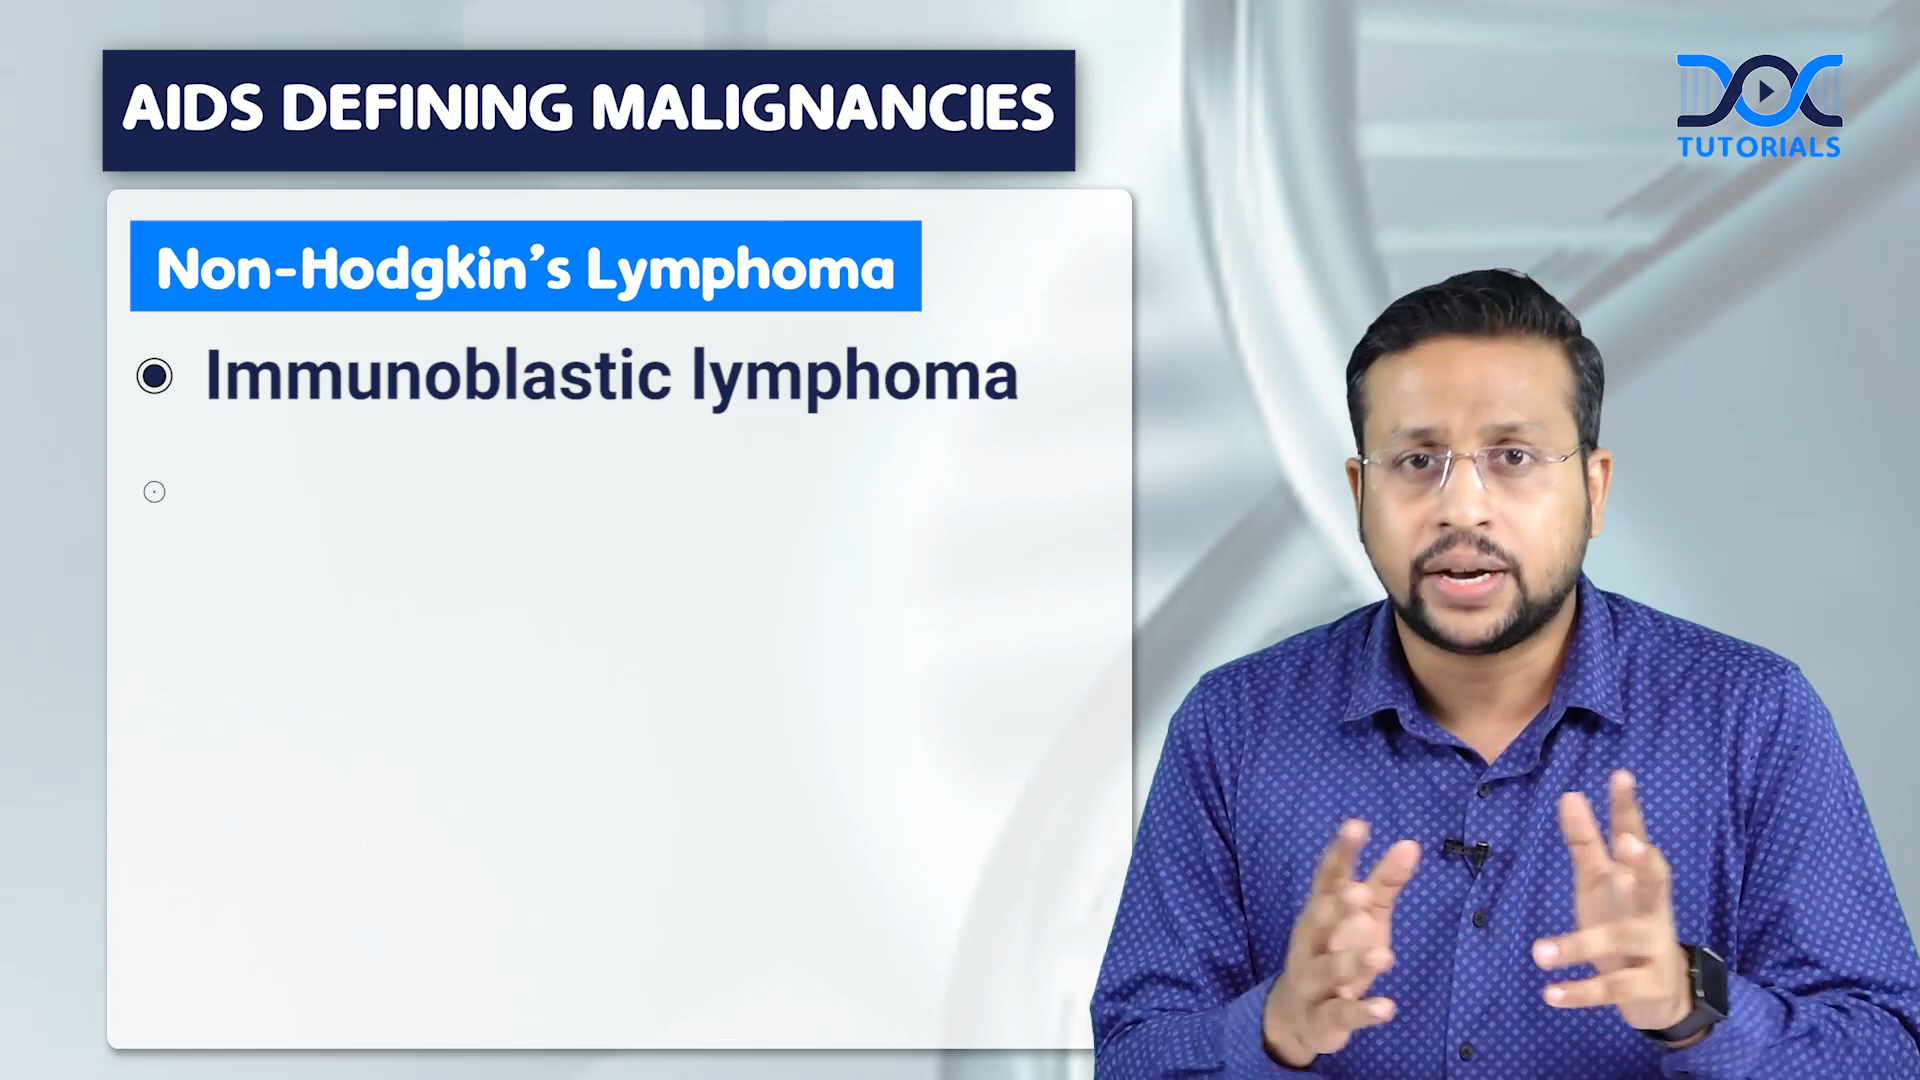 AIDS DEFINING MALIGNANCIES
TUTORIALS
Non-Hodgkin's Lymphoma
Immunoblastic lymphoma